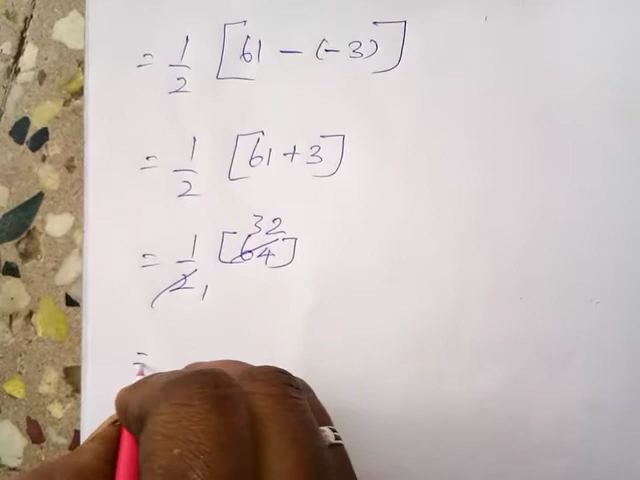 = 1/2 [61 - (-3)]
= 1/2 [61 + 3]
32
= 1/2 [64]
1
=